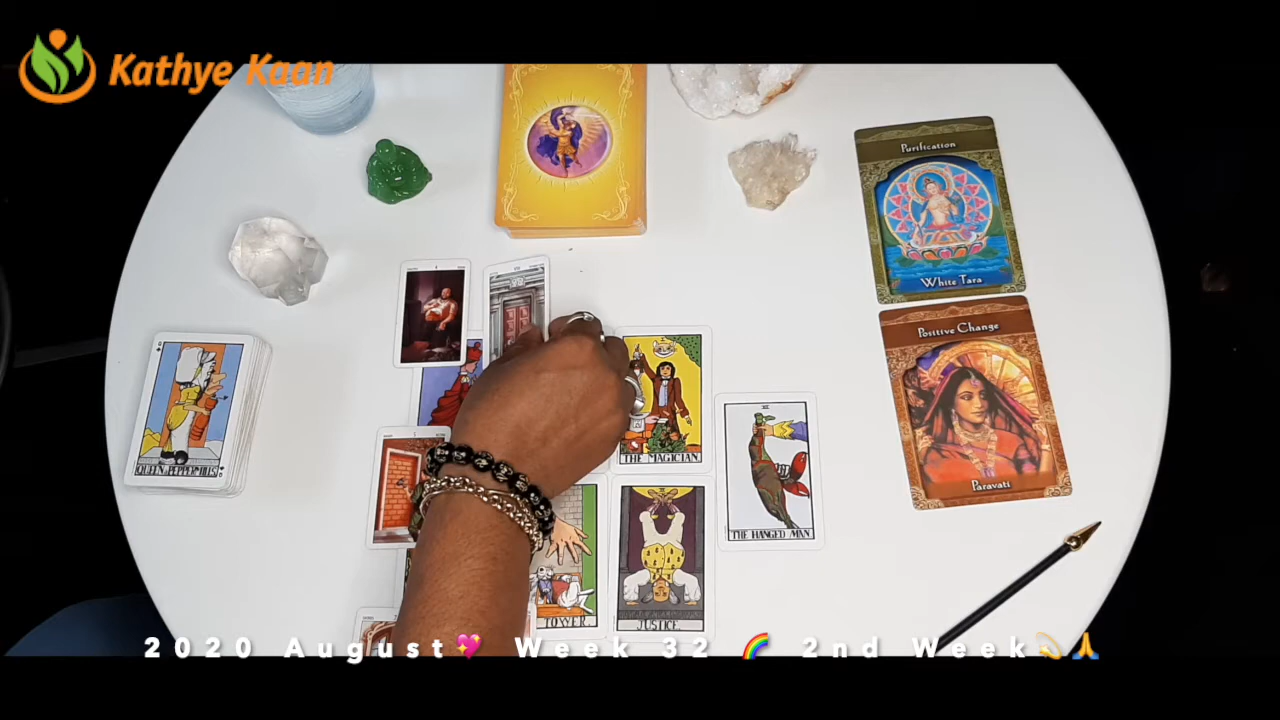 Kathye Kaan
Purification
White Tara
Positive Change
Paravati
QUEEN PEPPERMILLS
THE MAGICIAN
XII
THE HANGED MAN
TOWER
JUSTICE
2020 August💖 Week 32 🌈 2nd Week💫🙏